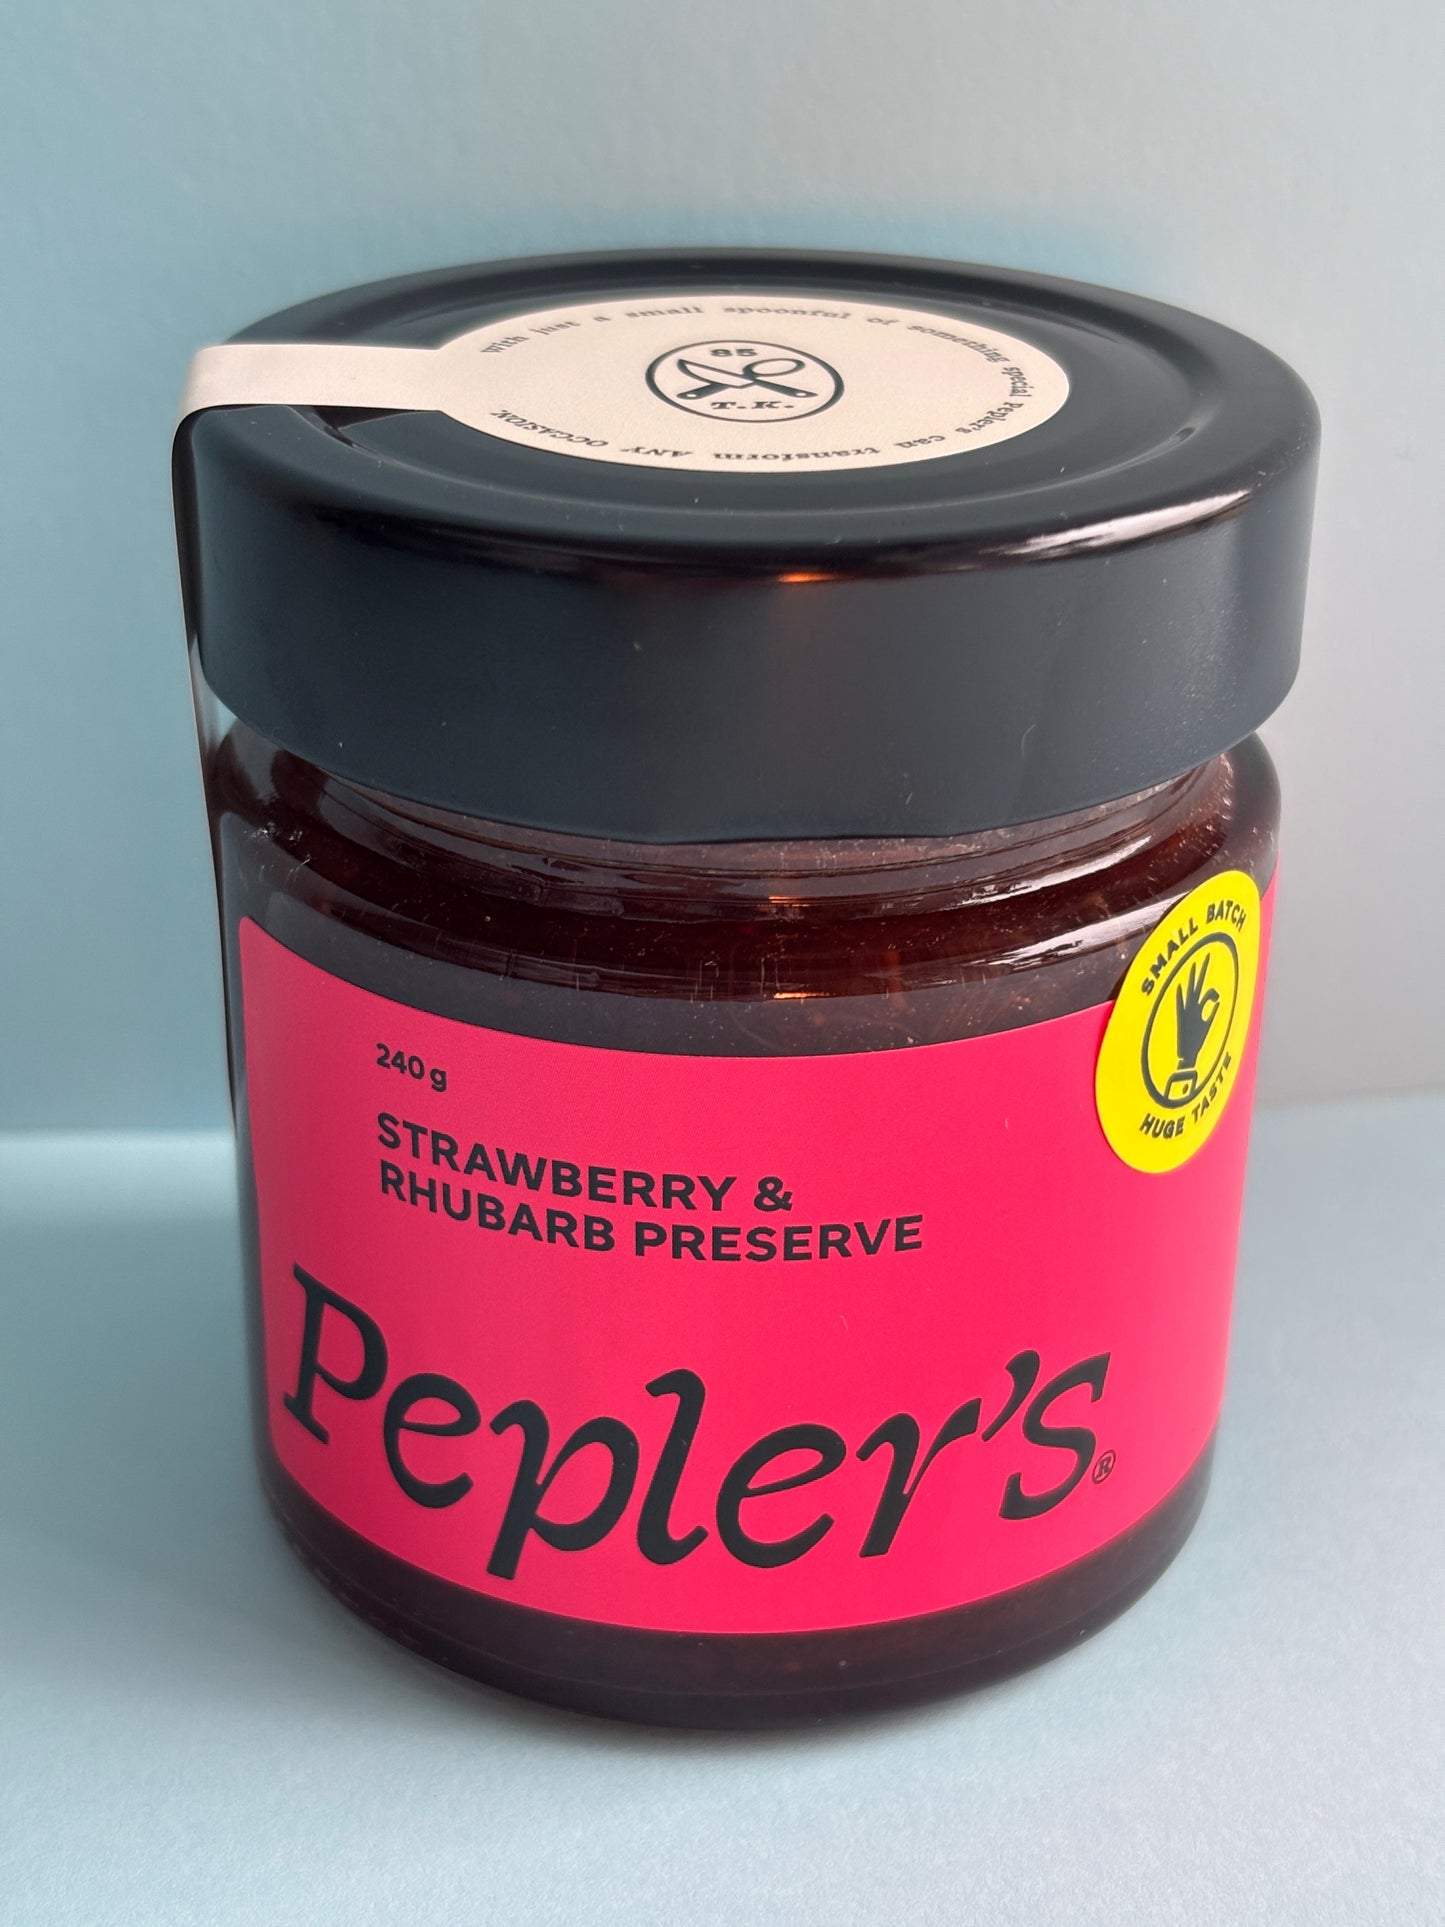 with just a small spoonful of something special Pepler's can transform ANY OCCASION.
85
T.K.
SMALL BATCH
HUGE TASTE
240 g
STRAWBERRY &
RHUBARB PRESERVE
Pepler's®